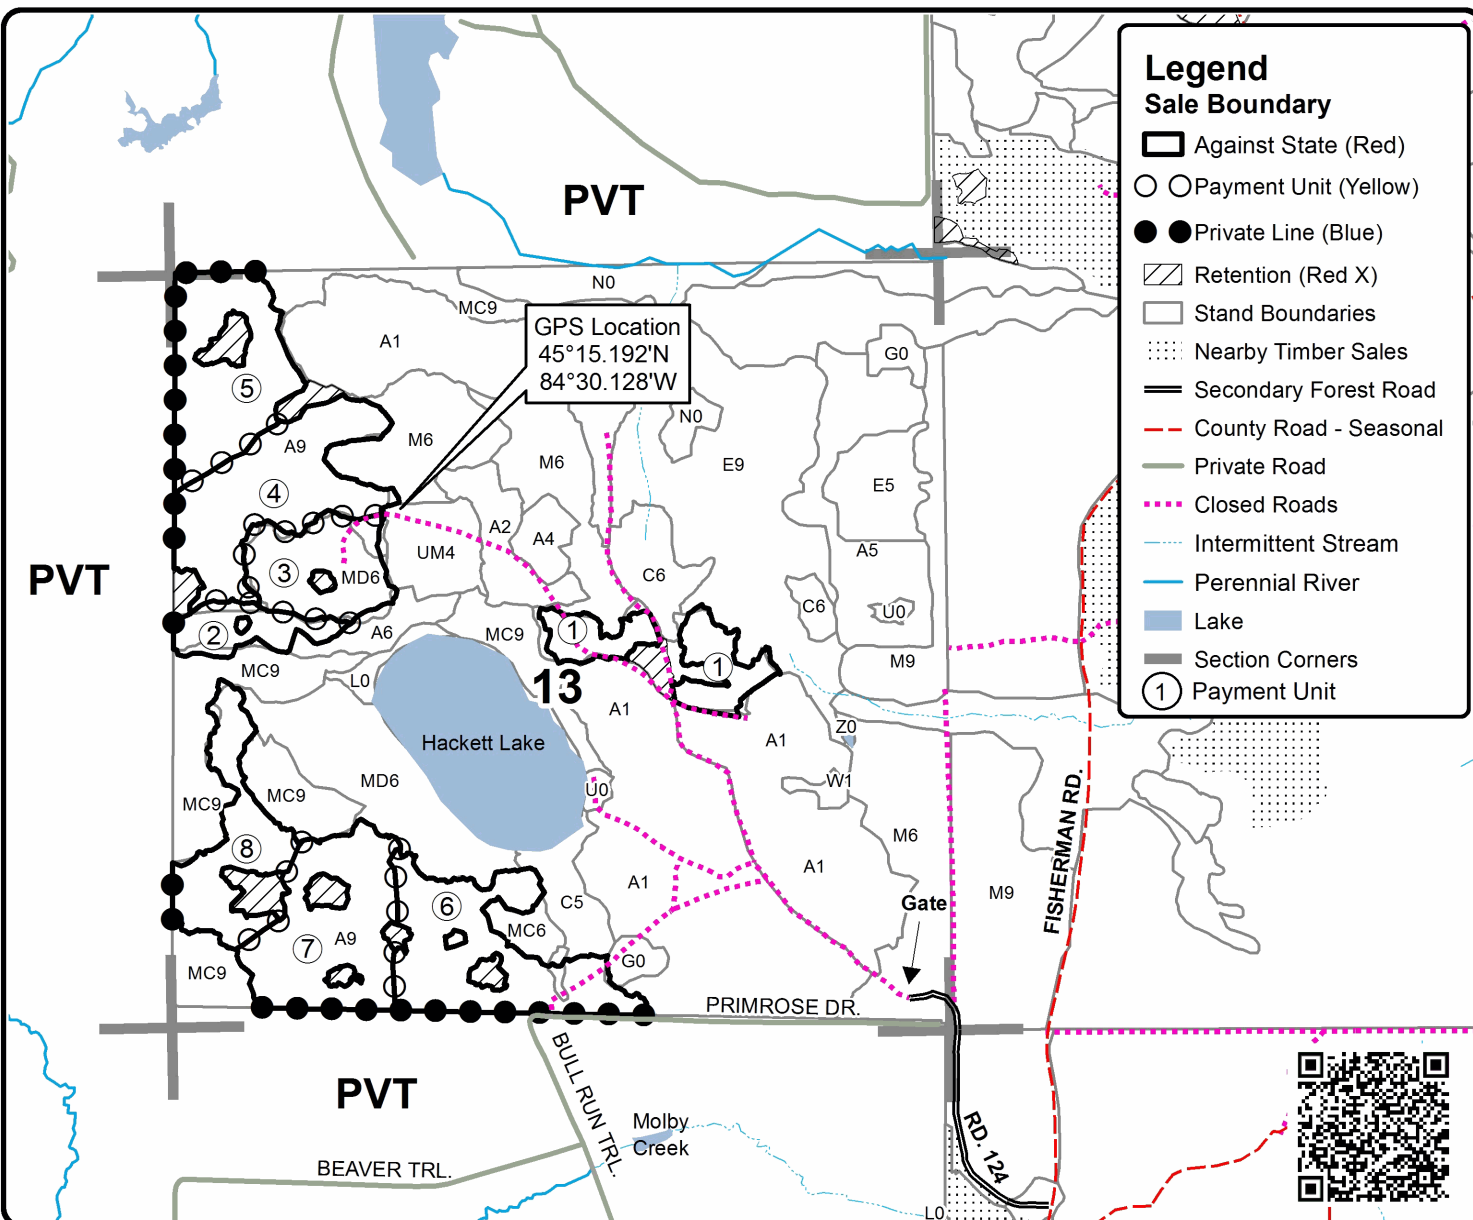 Legend
Sale Boundary
Against State (Red)
Payment Unit (Yellow)
Private Line (Blue)
Retention (Red X)
Stand Boundaries
Nearby Timber Sales
Secondary Forest Road
County Road - Seasonal
Private Road
Closed Roads
Intermittent Stream
Perennial River
Lake
Section Corners
1 Payment Unit
PVT
N0
MC9
GPS Location
45°15.192'N
84°30.128'W
A1
G0
5
N0
A9
M6
M6
E9
E5
4
A2
A4
UM4
A5
PVT
3
MD6
C6
C6
U0
2
A6
MC9
1
1
M9
MC9
L0
13
A1
Z0
A1
Hackett Lake
MD6
U0
W1
MC9
MC9
M6
8
A1
A1
M9
FISHERMAN RD.
6
C5
Gate
7
A9
MC6
MC9
G0
PRIMROSE DR.
BULL RUN TRL.
PVT
Molby
Creek
RD. 124
BEAVER TRL.
L0